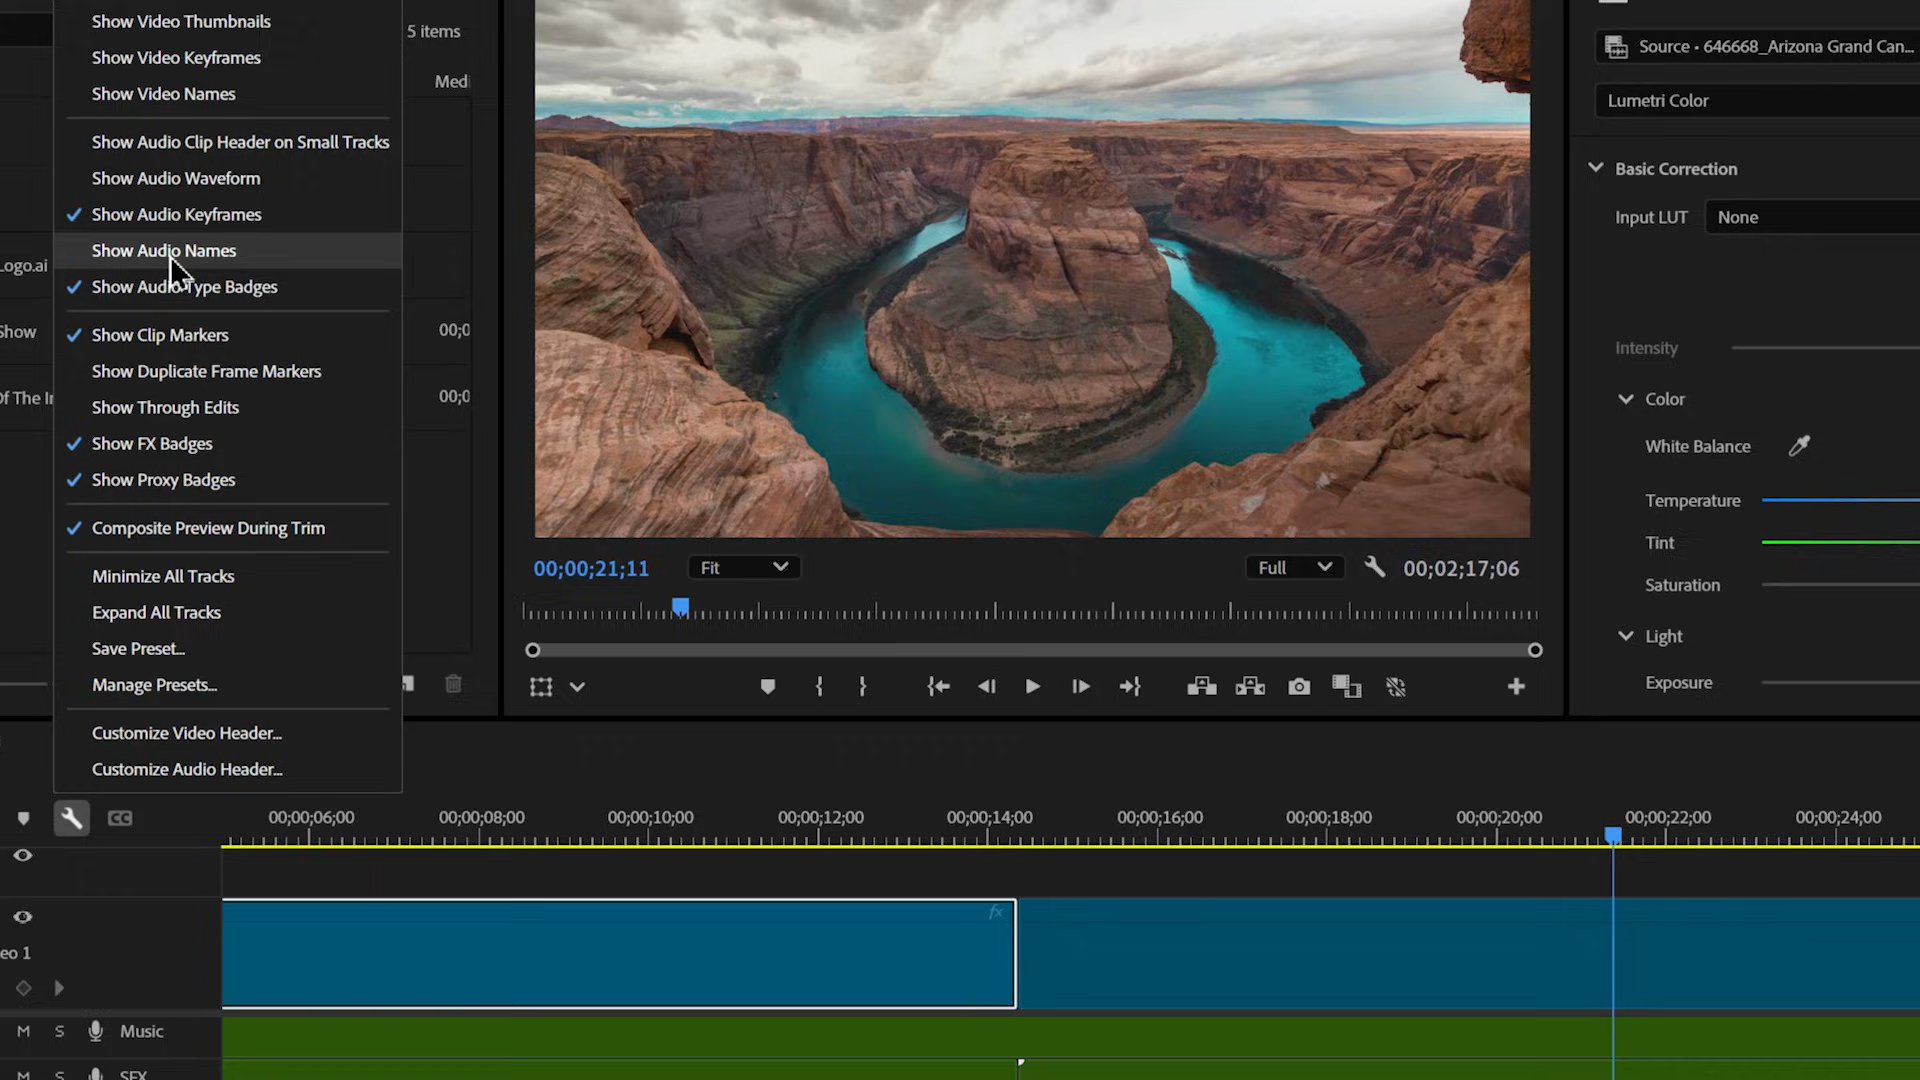 Show Video Thumbnails
Show Video Keyframes
Show Video Names
Show Audio Clip Header on Small Tracks
Show Audio Waveform
Show Audio Keyframes
Show Audio Names
Show Audio Type Badges
Show Clip Markers
Show Duplicate Frame Markers
Show Through Edits
Show FX Badges
Show Proxy Badges
Composite Preview During Trim
Minimize All Tracks
Expand All Tracks
Save Preset...
Manage Presets...
Customize Video Header...
Customize Audio Header...
5 items
Medi
Logo.ai
Show
00;0
Of The In
00;0
00;00;21;11
Fit
Full
00;02;17;06
Source • 646668_Arizona Grand Can...
Lumetri Color
Basic Correction
Input LUT
None
Intensity
Color
White Balance
Temperature
Tint
Saturation
Light
Exposure
CC
00;00;06;00
00;00;08;00
00;00;10;00
00;00;12;00
00;00;14;00
00;00;16;00
00;00;18;00
00;00;20;00
00;00;22;00
00;00;24;00
fx
eo 1
M S Music
M S SFX